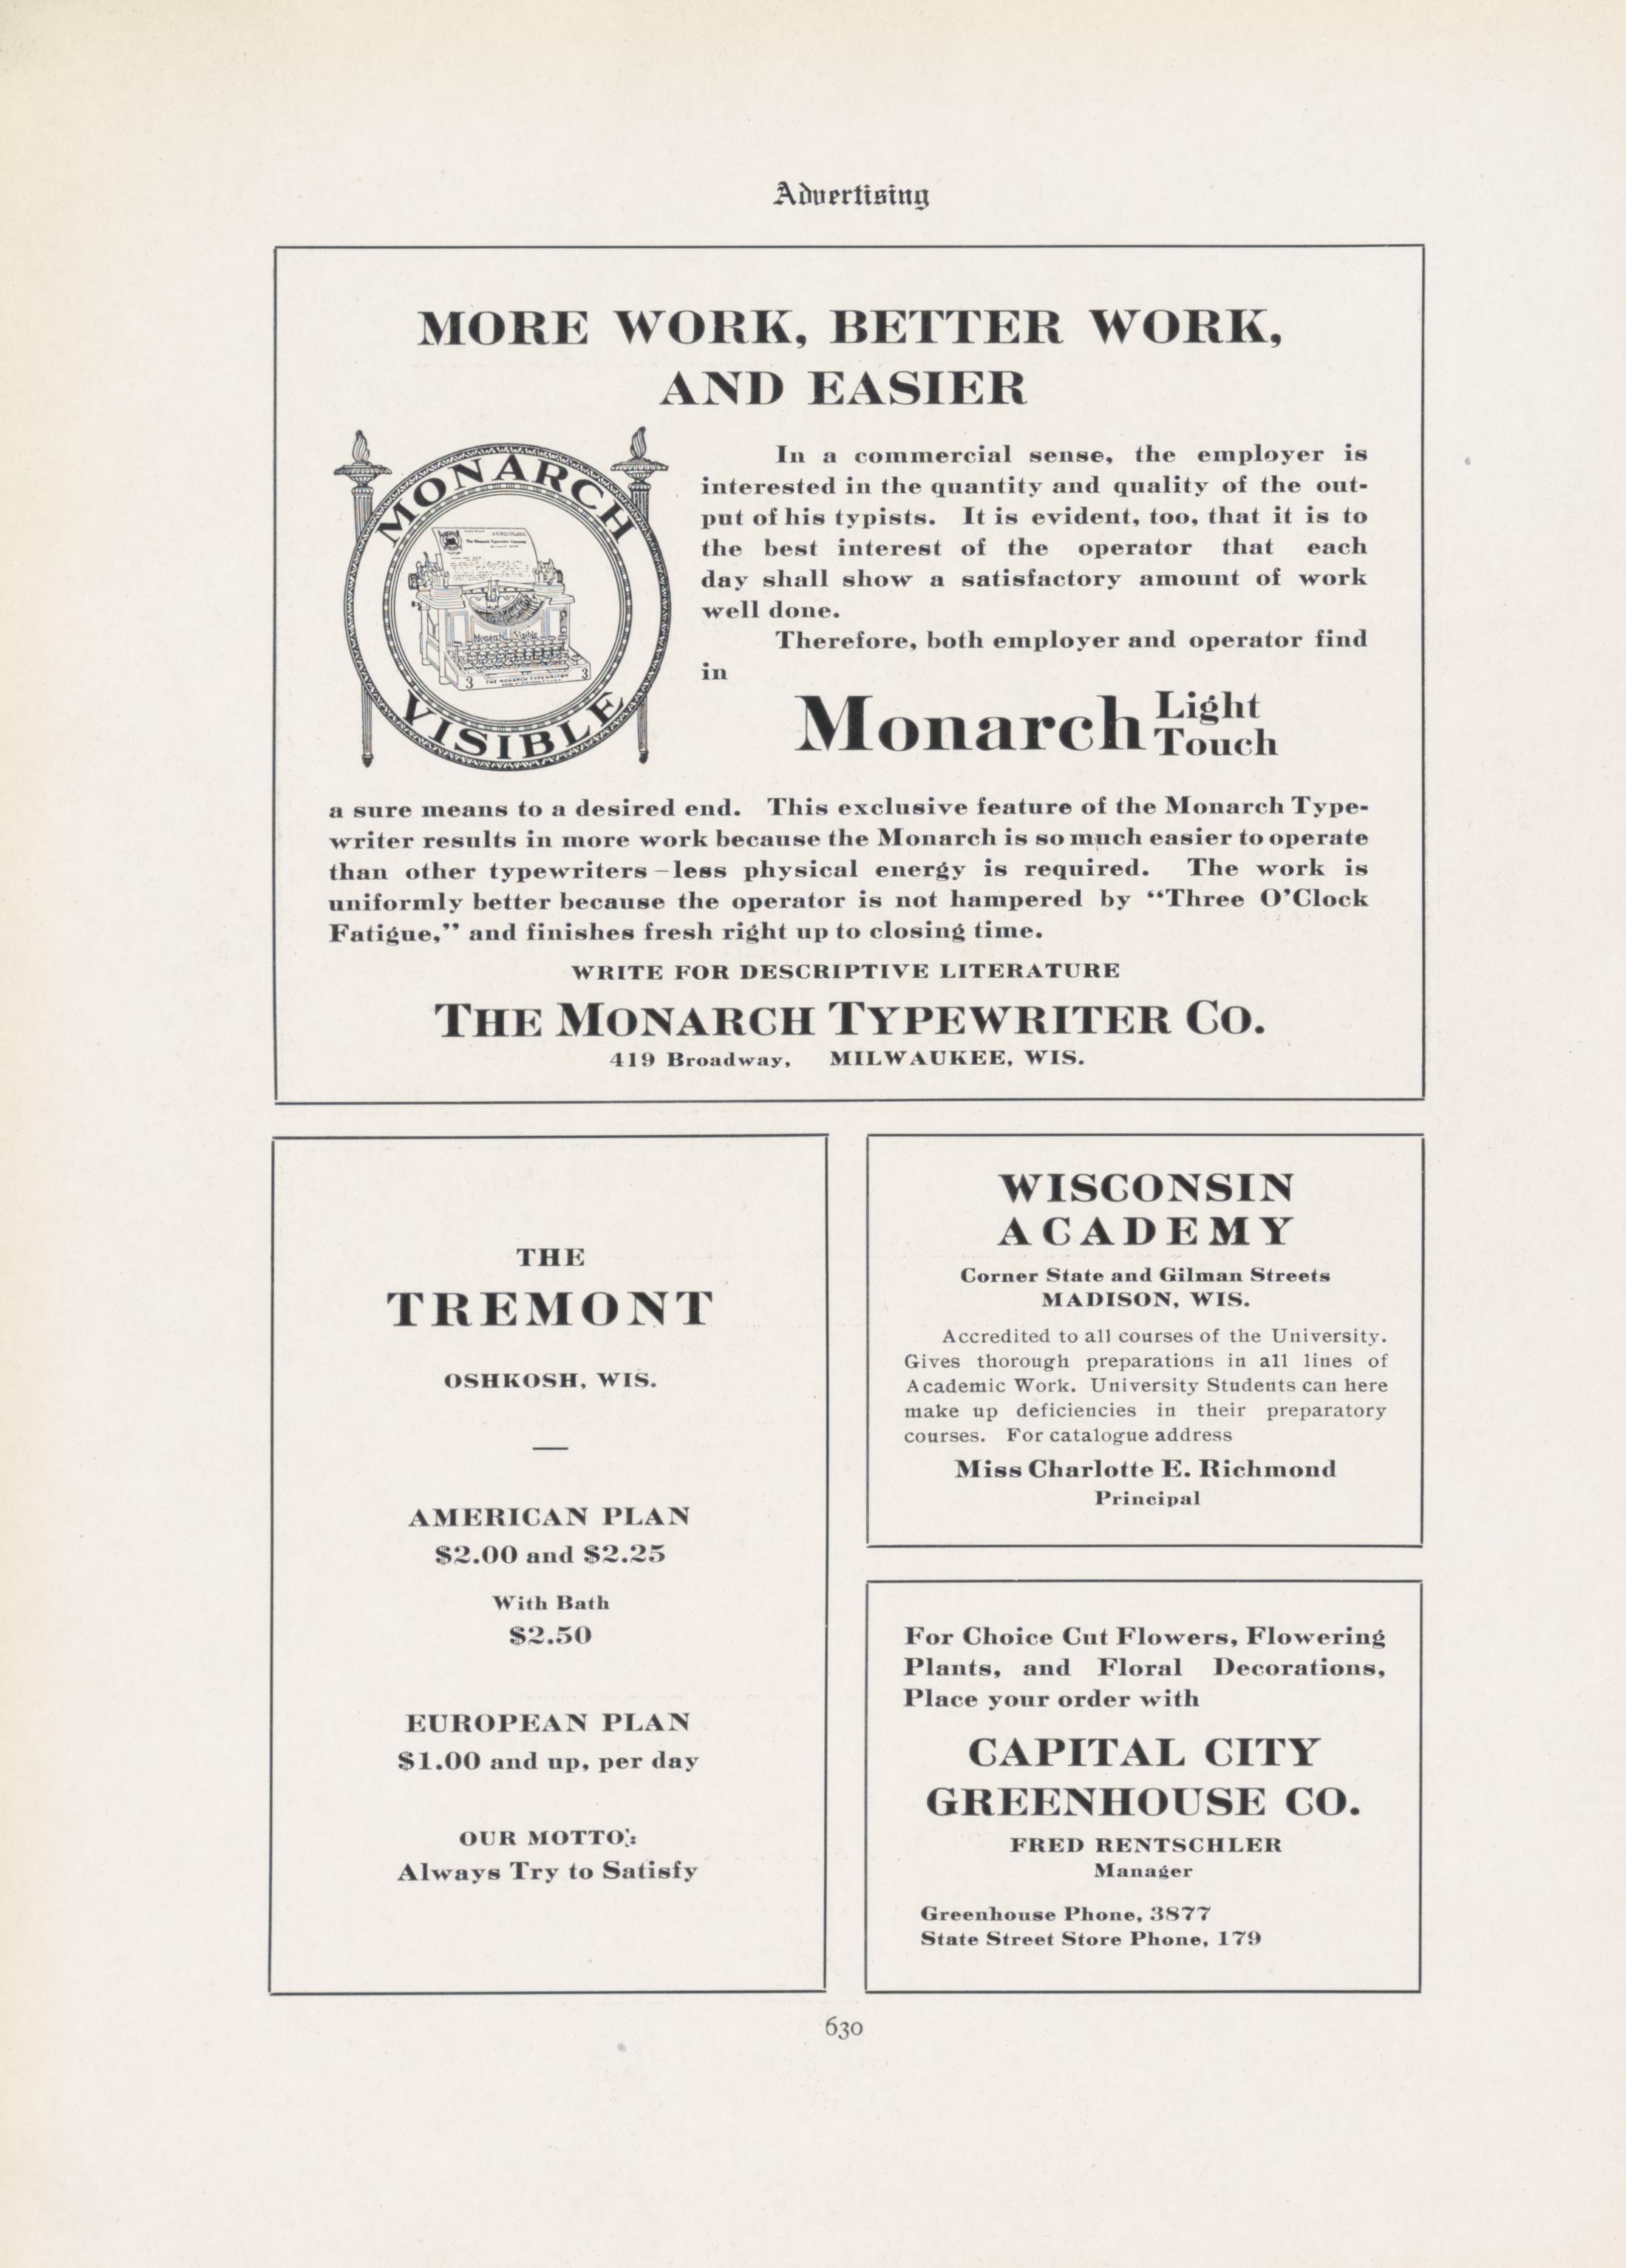 Advertising
MORE WORK, BETTER WORK,
AND EASIER
MONARCH
Monarch Visible
3 THE MONARCH TYPEWRITER 3
VISIBLE
In a commercial sense, the employer is
interested in the quantity and quality of the out-
put of his typists. It is evident, too, that it is to
the best interest of the operator that each
day shall show a satisfactory amount of work
well done.
Therefore, both employer and operator find
in
Monarch Light
Touch
a sure means to a desired end. This exclusive feature of the Monarch Type-
writer results in more work because the Monarch is so much easier to operate
than other typewriters—less physical energy is required. The work is
uniformly better because the operator is not hampered by “Three O’Clock
Fatigue,” and finishes fresh right up to closing time.
WRITE FOR DESCRIPTIVE LITERATURE
THE MONARCH TYPEWRITER CO.
419 Broadway, MILWAUKEE, WIS.
THE
TREMONT
OSHKOSH, WIS.
—
AMERICAN PLAN
$2.00 and $2.25
With Bath
$2.50
EUROPEAN PLAN
$1.00 and up, per day
OUR MOTTO:
Always Try to Satisfy
WISCONSIN
ACADEMY
Corner State and Gilman Streets
MADISON, WIS.
Accredited to all courses of the University.
Gives thorough preparations in all lines of
Academic Work. University Students can here
make up deficiencies in their preparatory
courses. For catalogue address
Miss Charlotte E. Richmond
Principal
For Choice Cut Flowers, Flowering
Plants, and Floral Decorations,
Place your order with
CAPITAL CITY
GREENHOUSE CO.
FRED RENTSCHLER
Manager
Greenhouse Phone, 3877
State Street Store Phone, 179
630